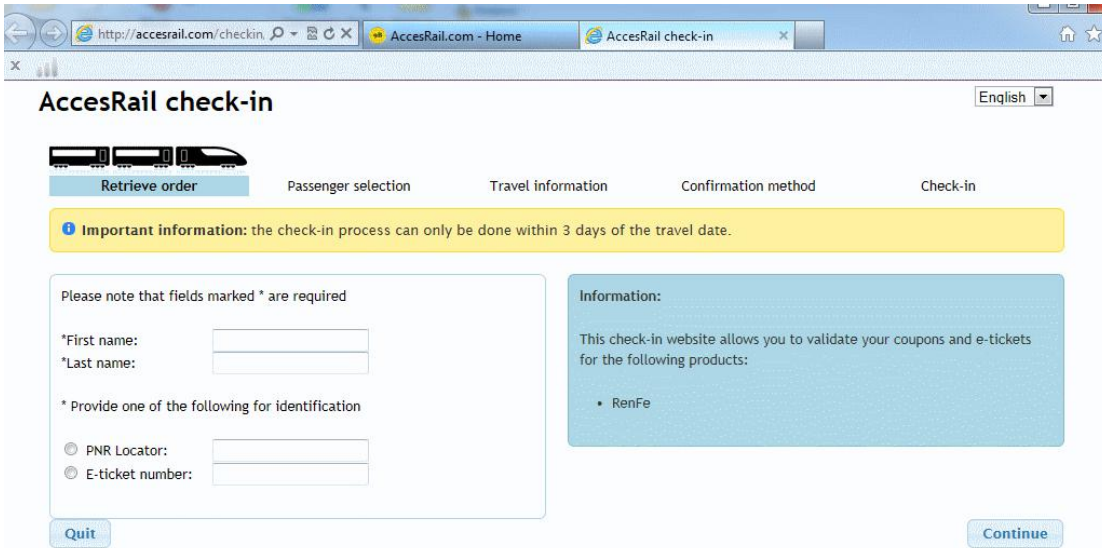 http://accesrail.com/checkin
AccesRail.com - Home
AccesRail check-in
x
AccesRail check-in
English
Retrieve order Passenger selection Travel information Confirmation method Check-in
Important information: the check-in process can only be done within 3 days of the travel date.
Please note that fields marked * are required
*First name:
*Last name:
* Provide one of the following for identification
PNR Locator:
E-ticket number:
Information:
This check-in website allows you to validate your coupons and e-tickets
for the following products:
• RenFe
Quit
Continue